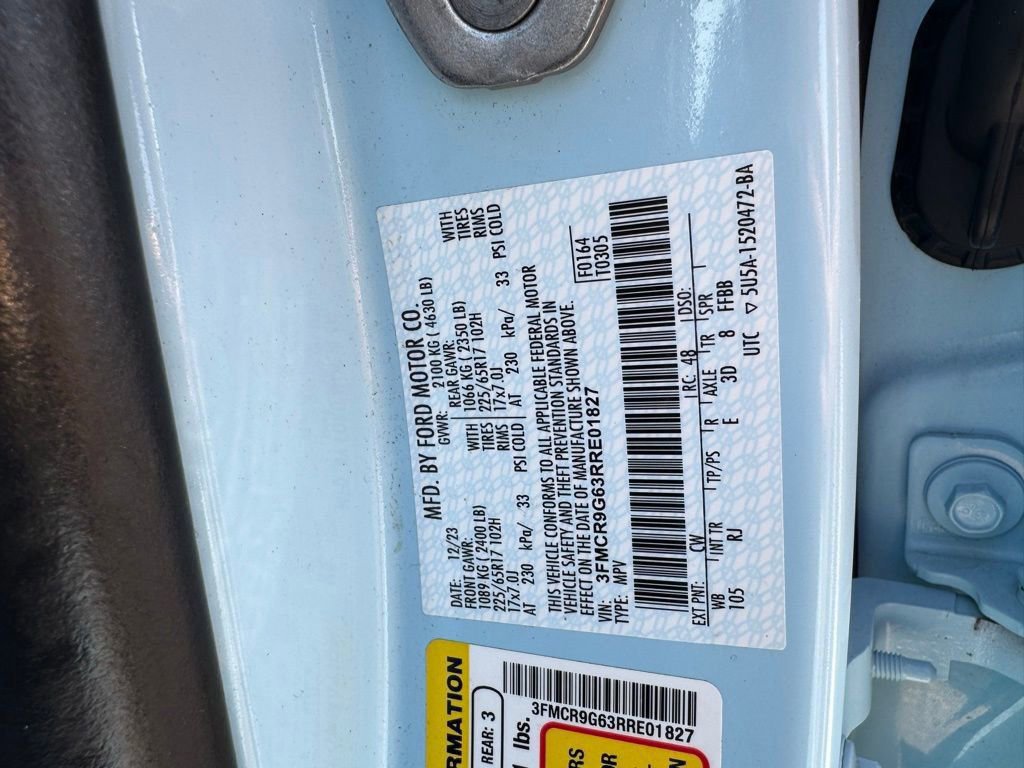 MFD. BY FORD MOTOR CO.
DATE: 12/23 GVWR: 2100 KG ( 4630 LB)
FRONT GAWR: REAR GAWR:
1089 KG ( 2400 LB) WITH 1066 KG ( 2350 LB) WITH
225/65R17 102H TIRES 225/65R17 102H TIRES
17x7.0J RIMS 17x7.0J RIMS
AT 230 kPa/ 33 PSI COLD AT 230 kPa/ 33 PSI COLD
THIS VEHICLE CONFORMS TO ALL APPLICABLE FEDERAL MOTOR
VEHICLE SAFETY AND THEFT PREVENTION STANDARDS IN
EFFECT ON THE DATE OF MANUFACTURE SHOWN ABOVE.
VIN: 3FMCR9G63RRE01827
TYPE: MPV
F0164
T0305
EXT PNT: CW RC: 48 DSO:
WB INT TR TP/PS R AXLE TR SPR
105 RJ E 3D 8 FFBB
UTC ▽ 5U5A-1520472-BA
RMATION
REAR: 3
lbs.
3FMCR9G63RRE01827
RS
OR
ON